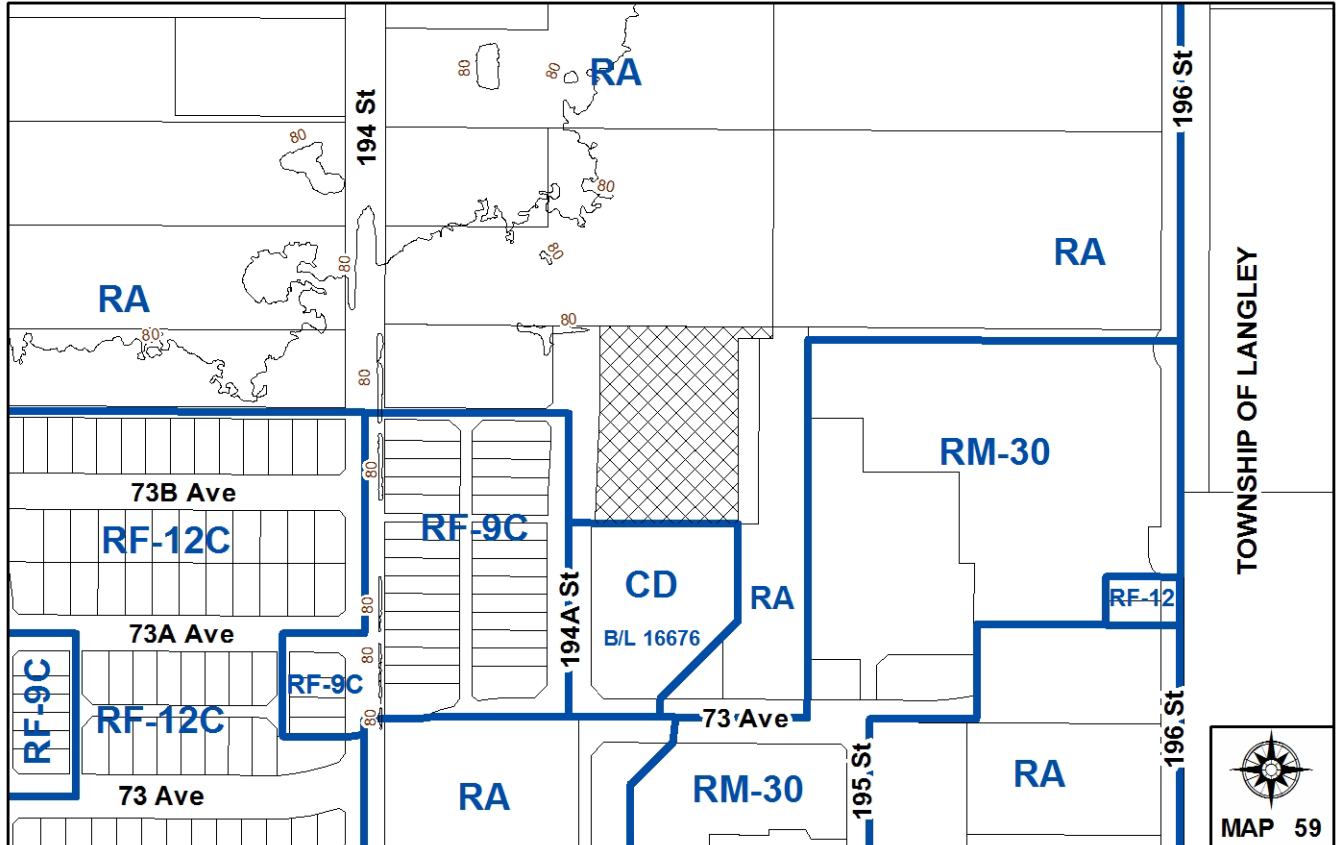 80
80
RA
196 St
194 St
80
80
80
RA
TOWNSHIP OF LANGLEY
80
RA
80
80
80
RM-30
80
RF-9C
73B Ave
RF-12C
CD
RA
RF-12
80
194A St
B/L 16676
73A Ave
80
RF-9C
RF-9C
RF-12C
80
73 Ave
196 St
73 Ave
RA
RM-30
195 St
RA
MAP 59